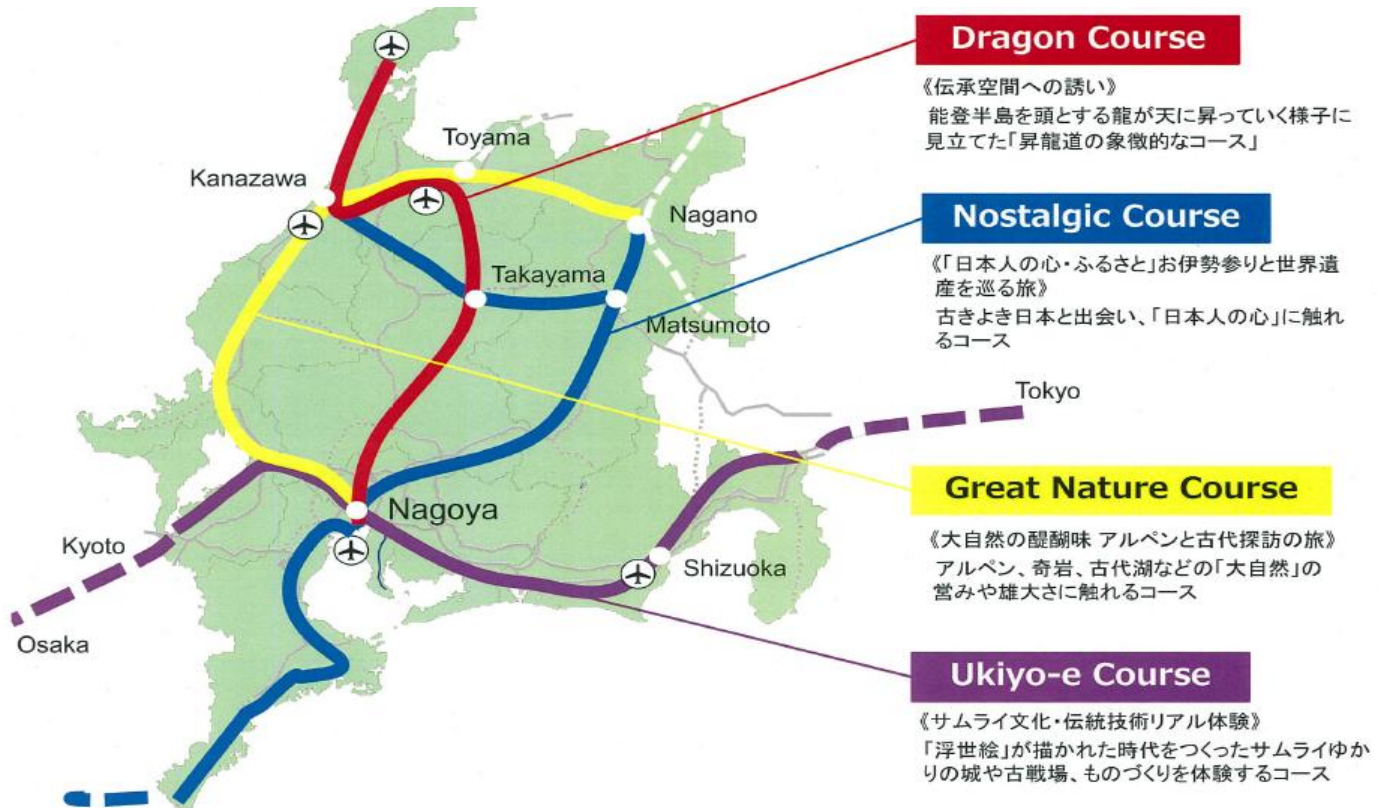 Dragon Course
《伝承空間への誘い》
能登半島を頭とする龍が天に昇っていく様子に
見立てた「昇龍道の象徴的なコース」
Toyama
Kanazawa
Nagano
Nostalgic Course
Takayama
《「日本人の心・ふるさと」お伊勢参りと世界遺
産を巡る旅》
Matsumoto
古きよき日本と出会い、「日本人の心」に触れ
るコース
Tokyo
Great Nature Course
Nagoya
《大自然の醍醐味 アルペンと古代探訪の旅》
Kyoto
Shizuoka
アルペン、奇岩、古代湖などの「大自然」の
営みや雄大さに触れるコース
Osaka
Ukiyo-e Course
《サムライ文化・伝統技術リアル体験》
「浮世絵」が描かれた時代をつくったサムライゆか
りの城や古戦場、ものづくりを体験するコース